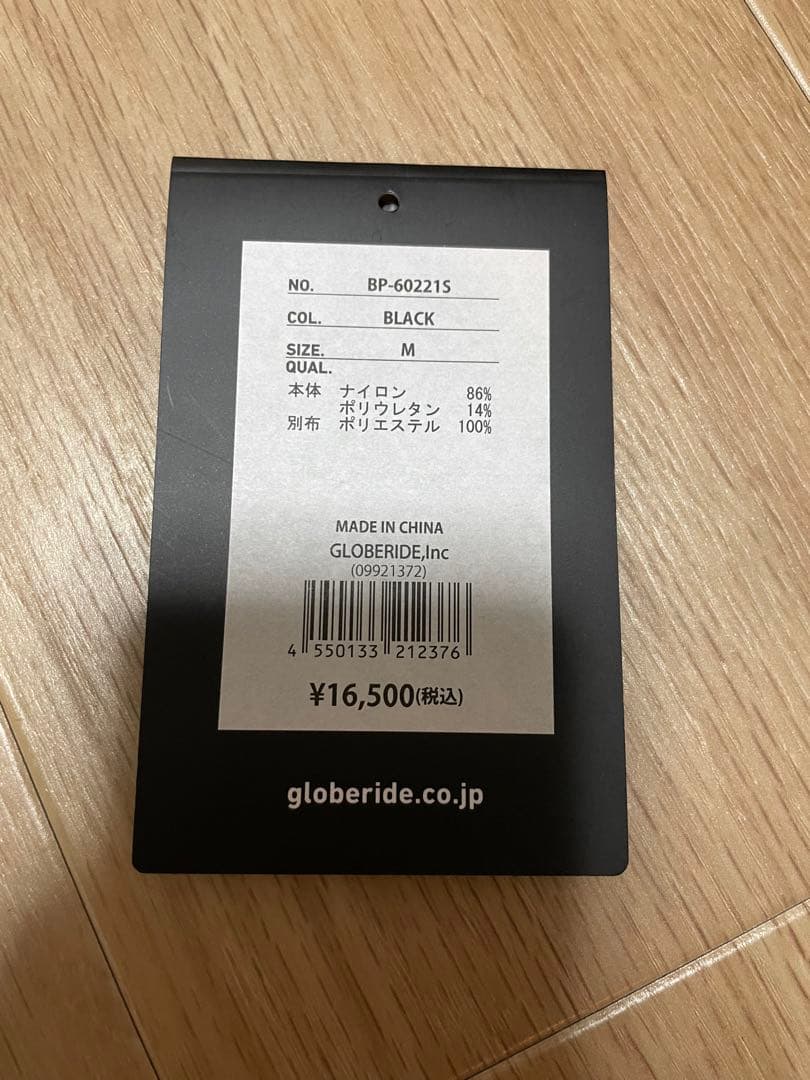 NO. BP-60221S
COL. BLACK
SIZE. M
QUAL.
本体 ナイロン 86%
ポリウレタン 14%
別布 ポリエステル 100%
MADE IN CHINA
GLOBERIDE,Inc
(09921372)
4 550133 212376
¥16,500(税込)
globeride.co.jp